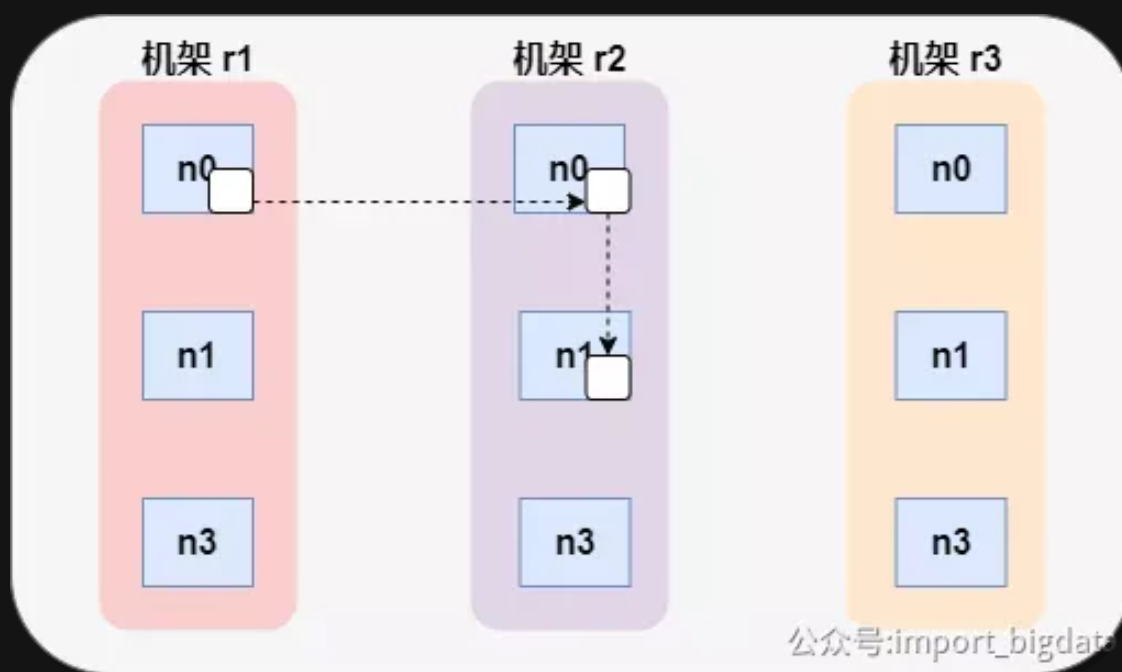 机架 r1 机架 r2 机架 r3
n0 n0 n0
n1 n1 n1
n3 n3 n3
公众号:import_bigdata